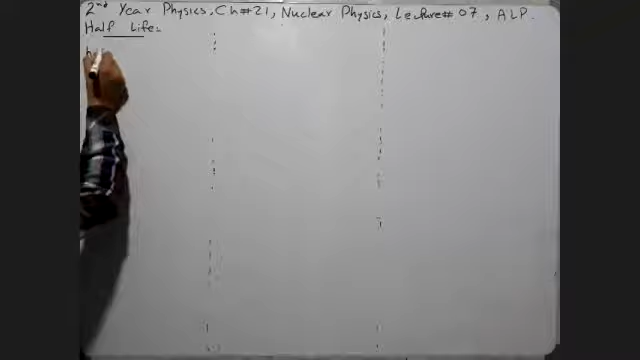 2nd Year Physics, Ch#21, Nuclear Physics, Lecture# 07, ALP.
Half Life: